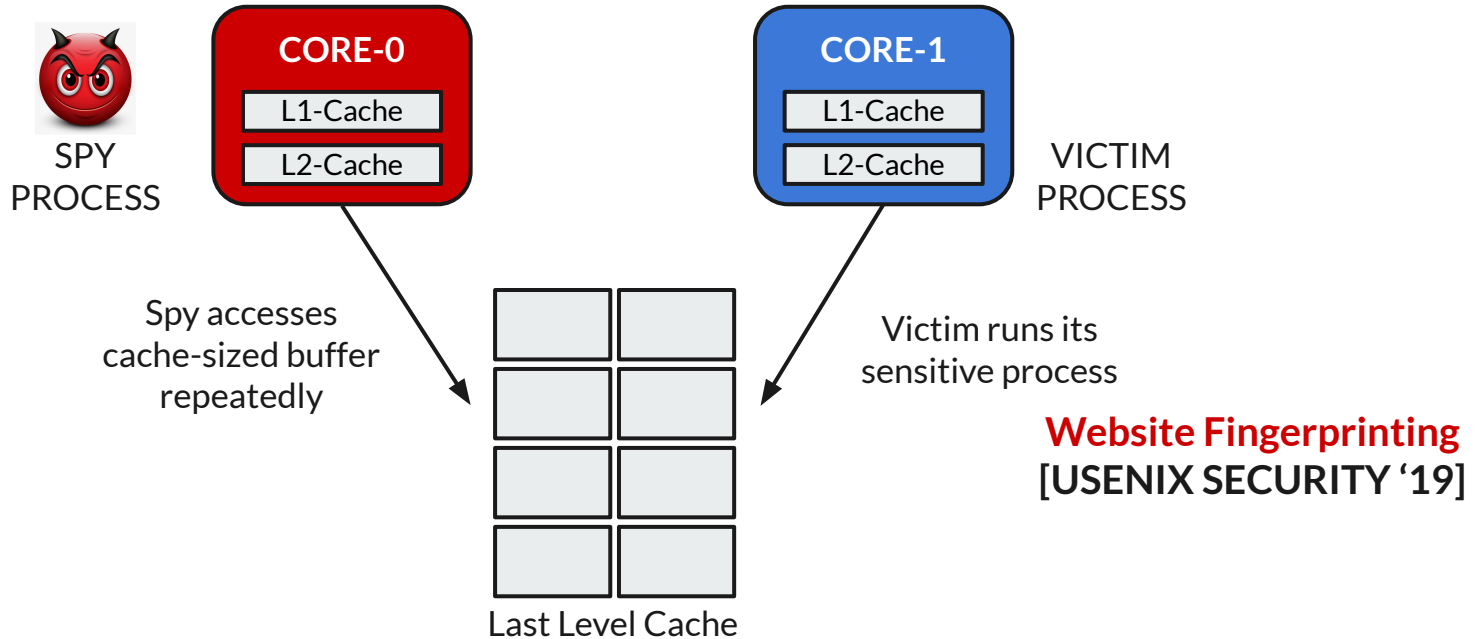 CORE-0
L1-Cache
L2-Cache
SPY
PROCESS
CORE-1
L1-Cache
L2-Cache
VICTIM
PROCESS
Spy accesses
cache-sized buffer
repeatedly
Victim runs its
sensitive process
Website Fingerprinting
[USENIX SECURITY ‘19]
Last Level Cache